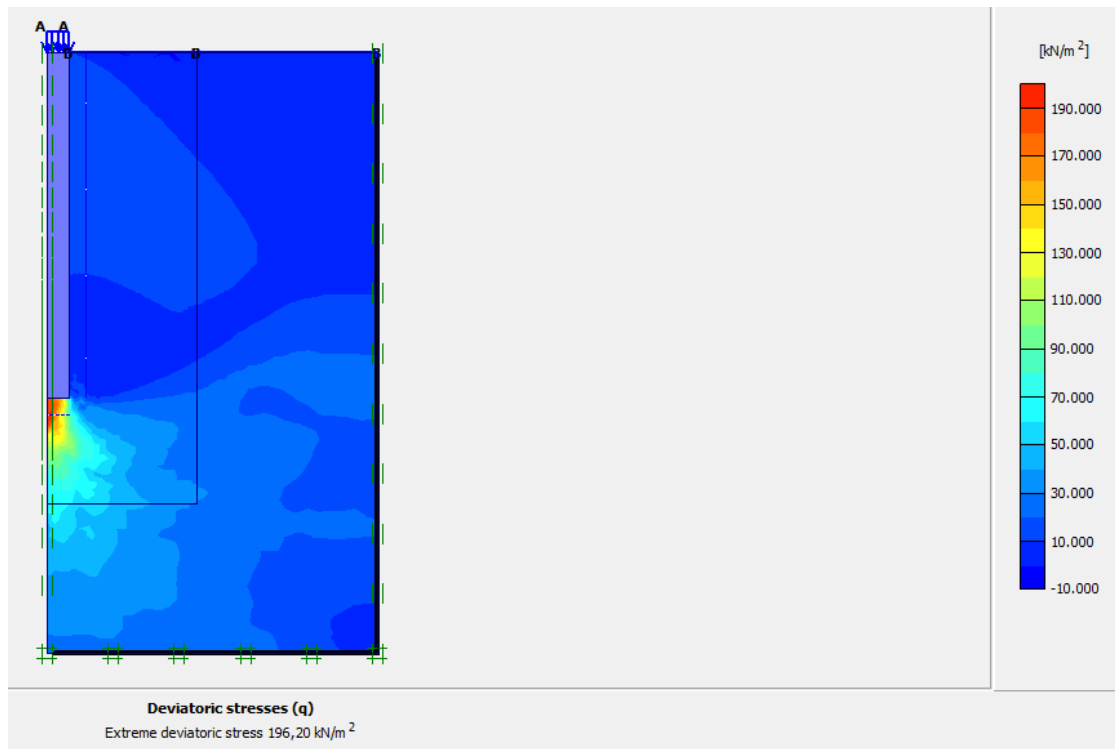 A A
[kN/m²]
190.000
170.000
150.000
130.000
110.000
90.000
70.000
50.000
30.000
10.000
-10.000
Deviatoric stresses (q)
Extreme deviatoric stress 196,20 kN/m²